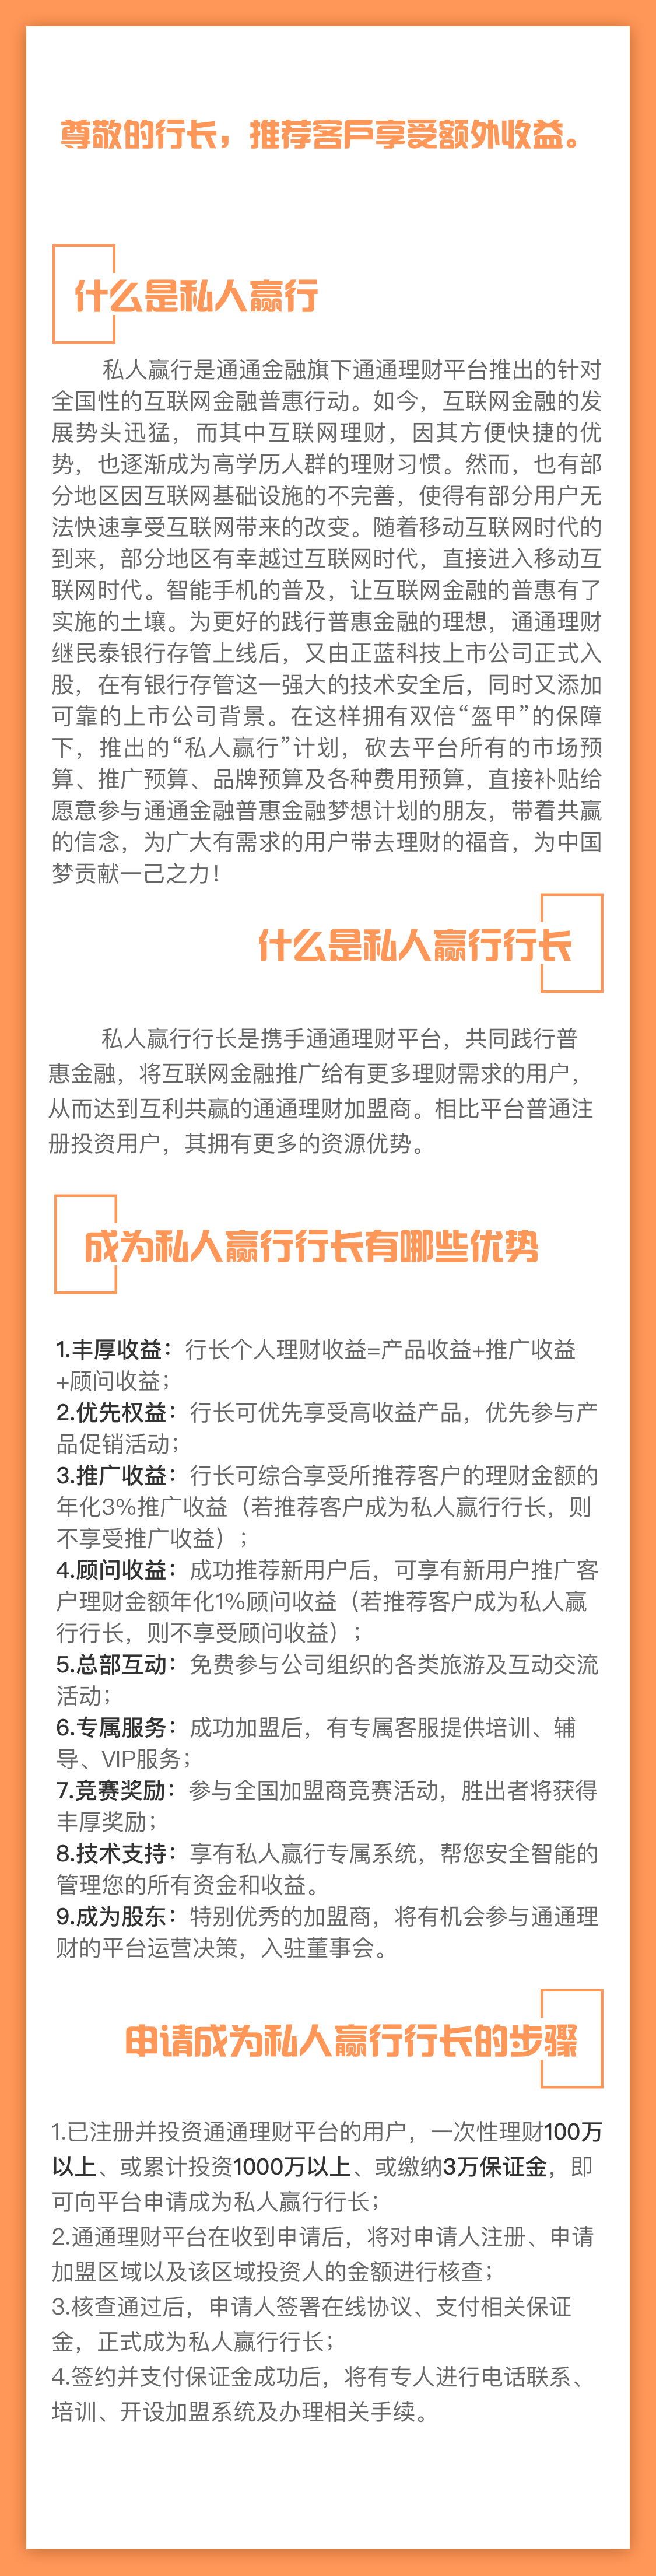 尊敬的行长，推荐客户享受额外收益。
什么是私人赢行
私人赢行是通通金融旗下通通理财平台推出的针对
全国性的互联网金融普惠行动。如今，互联网金融的发
展势头迅猛，而其中互联网理财，因其方便快捷的优
势，也逐渐成为高学历人群的理财习惯。然而，也有部
分地区因互联网基础设施的不完善，使得有部分用户无
法快速享受互联网带来的改变。随着移动互联网时代的
到来，部分地区有幸越过互联网时代，直接进入移动互
联网时代。智能手机的普及，让互联网金融的普惠有了
实施的土壤。为更好的践行普惠金融的理想，通通理财
继民泰银行存管上线后，又由正蓝科技上市公司正式入
股，在有银行存管这一强大的技术安全后，同时又添加
可靠的上市公司背景。在这样拥有双倍“盔甲”的保障
下，推出的“私人赢行”计划，砍去平台所有的市场预
算、推广预算、品牌预算及各种费用预算，直接补贴给
愿意参与通通金融普惠金融梦想计划的朋友，带着共赢
的信念，为广大有需求的用户带去理财的福音，为中国
梦贡献一己之力！
什么是私人赢行行长
私人赢行行长是携手通通理财平台，共同践行普
惠金融，将互联网金融推广给有更多理财需求的用户，
从而达到互利共赢的通通理财加盟商。相比平台普通注
册投资用户，其拥有更多的资源优势。
成为私人赢行行长有哪些优势
1.丰厚收益：行长个人理财收益=产品收益+推广收益
+顾问收益；
2.优先权益：行长可优先享受高收益产品，优先参与产
品促销活动；
3.推广收益：行长可综合享受所推荐客户的理财金额的
年化3%推广收益（若推荐客户成为私人赢行行长，则
不享受推广收益）；
4.顾问收益：成功推荐新用户后，可享有新用户推广客
户理财金额年化1%顾问收益（若推荐客户成为私人赢
行行长，则不享受顾问收益）；
5.总部互动：免费参与公司组织的各类旅游及互动交流
活动；
6.专属服务：成功加盟后，有专属客服提供培训、辅
导、VIP服务；
7.竞赛奖励：参与全国加盟商竞赛活动，胜出者将获得
丰厚奖励；
8.技术支持：享有私人赢行专属系统，帮您安全智能的
管理您的所有资金和收益。
9.成为股东：特别优秀的加盟商，将有机会参与通通理
财的平台运营决策，入驻董事会。
申请成为私人赢行行长的步骤
1.已注册并投资通通理财平台的用户，一次性理财100万
以上、或累计投资1000万以上、或缴纳3万保证金，即
可向平台申请成为私人赢行行长；
2.通通理财平台在收到申请后，将对申请人注册、申请
加盟区域以及该区域投资人的金额进行核查；
3.核查通过后，申请人签署在线协议、支付相关保证
金，正式成为私人赢行行长；
4.签约并支付保证金成功后，将有专人进行电话联系、
培训、开设加盟系统及办理相关手续。